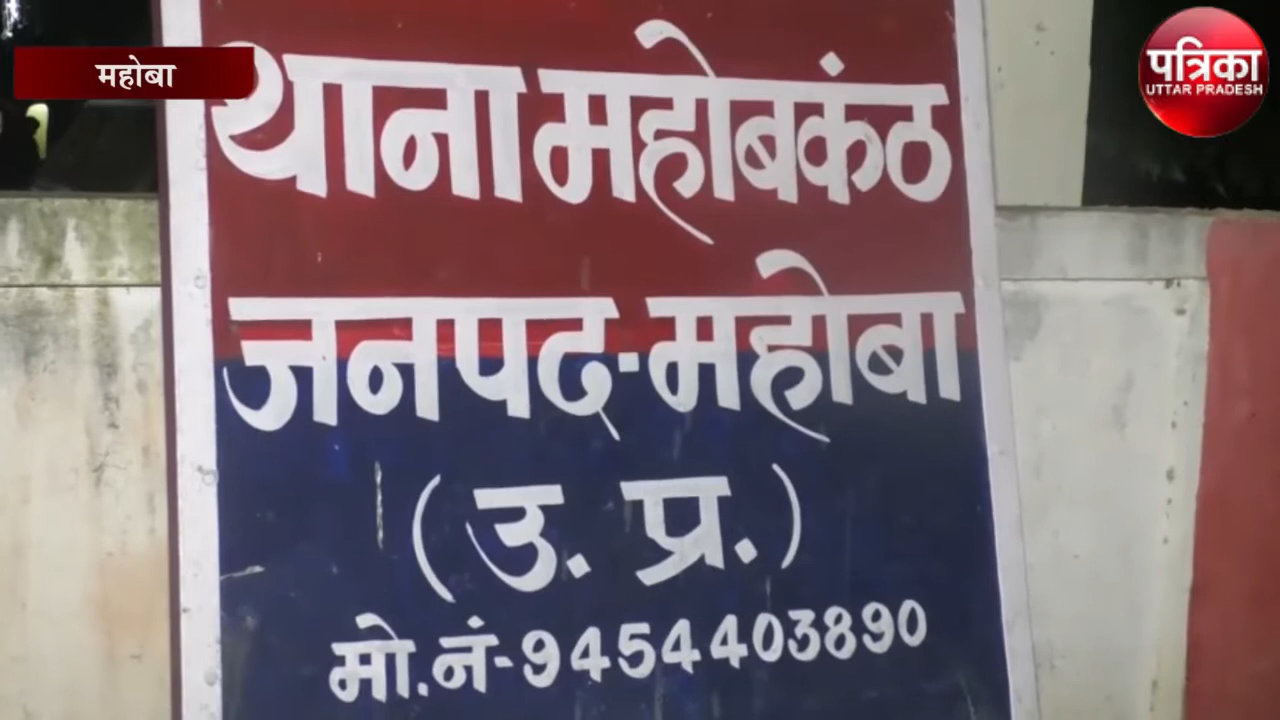 महोबा
पत्रिका
UTTAR PRADESH
थाना महोबकंठ
जनपद-महोबा
(उ. प्र.)
मो.नं-9454403890